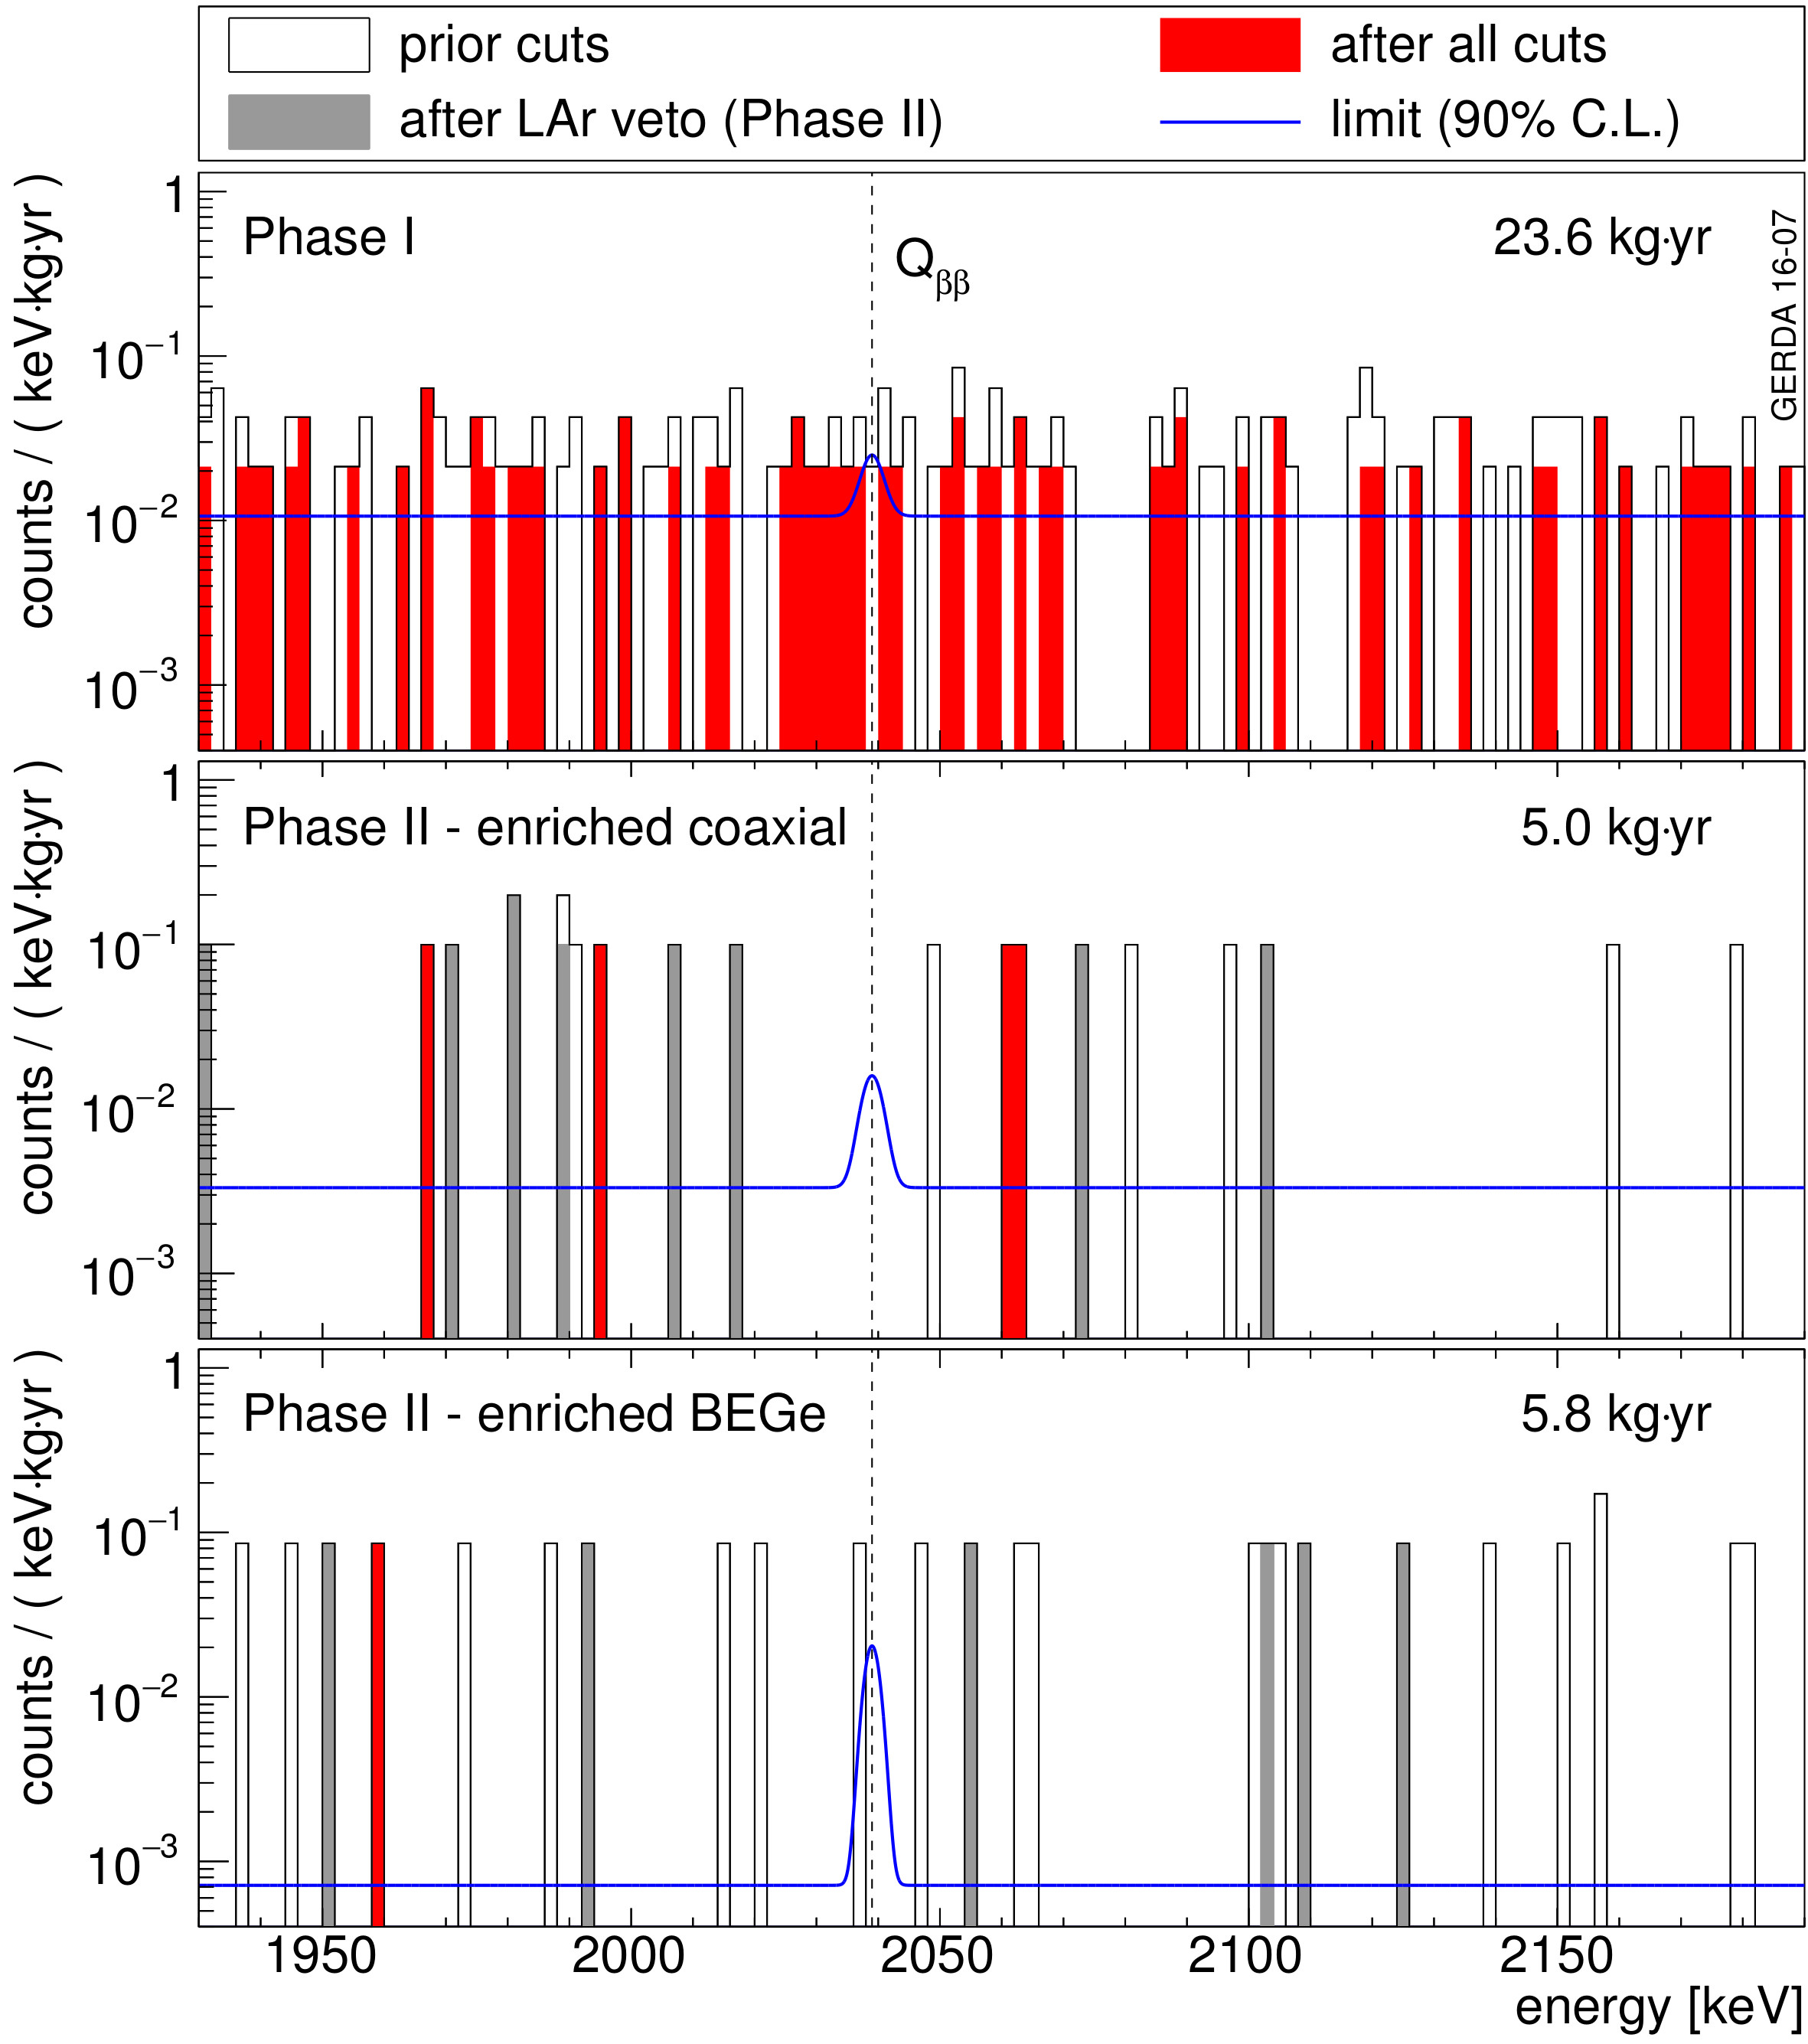 prior cuts
after all cuts
after LAr veto (Phase II)
limit (90% C.L.)
counts / ( keV·kg·yr )
1
10⁻¹
10⁻²
10⁻³
Phase I
Qββ
23.6 kg·yr
GERDA 16-07
counts / ( keV·kg·yr )
1
10⁻¹
10⁻²
10⁻³
Phase II - enriched coaxial
5.0 kg·yr
counts / ( keV·kg·yr )
1
10⁻¹
10⁻²
10⁻³
Phase II - enriched BEGe
5.8 kg·yr
1950 2000 2050 2100 2150
energy [keV]